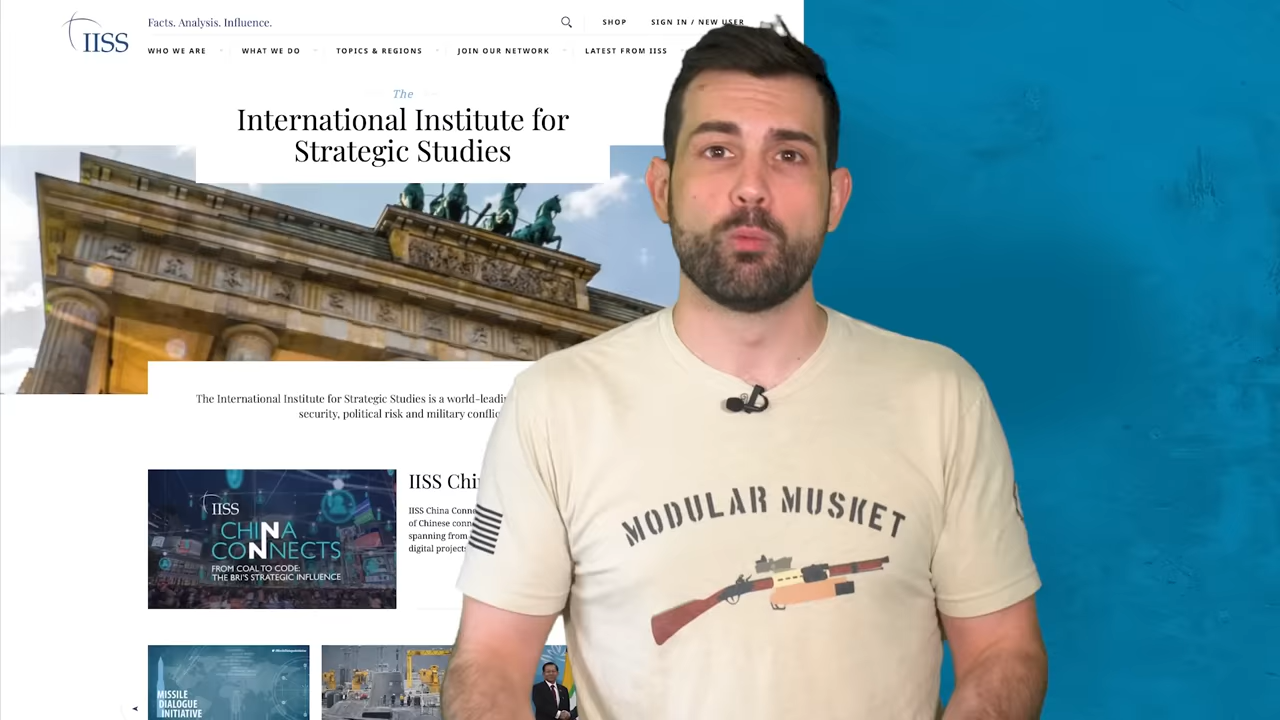 Facts. Analysis. Influence.
SHOP
SIGN IN / NEW USER
IISS
WHO WE ARE
WHAT WE DO
TOPICS & REGIONS
JOIN OUR NETWORK
LATEST FROM IISS
The
International Institute for
Strategic Studies
The International Institute for Strategic Studies is a world-leadin
security, political risk and military conflic
IISS
CHINA
CONNECTS
FROM COAL TO CODE:
THE BRI'S STRATEGIC INFLUENCE
IISS Chi
IISS China Conne
of Chinese conn
spanning from
digital projects
MODULAR MUSKET
MISSILE
DIALOGUE
INITIATIVE